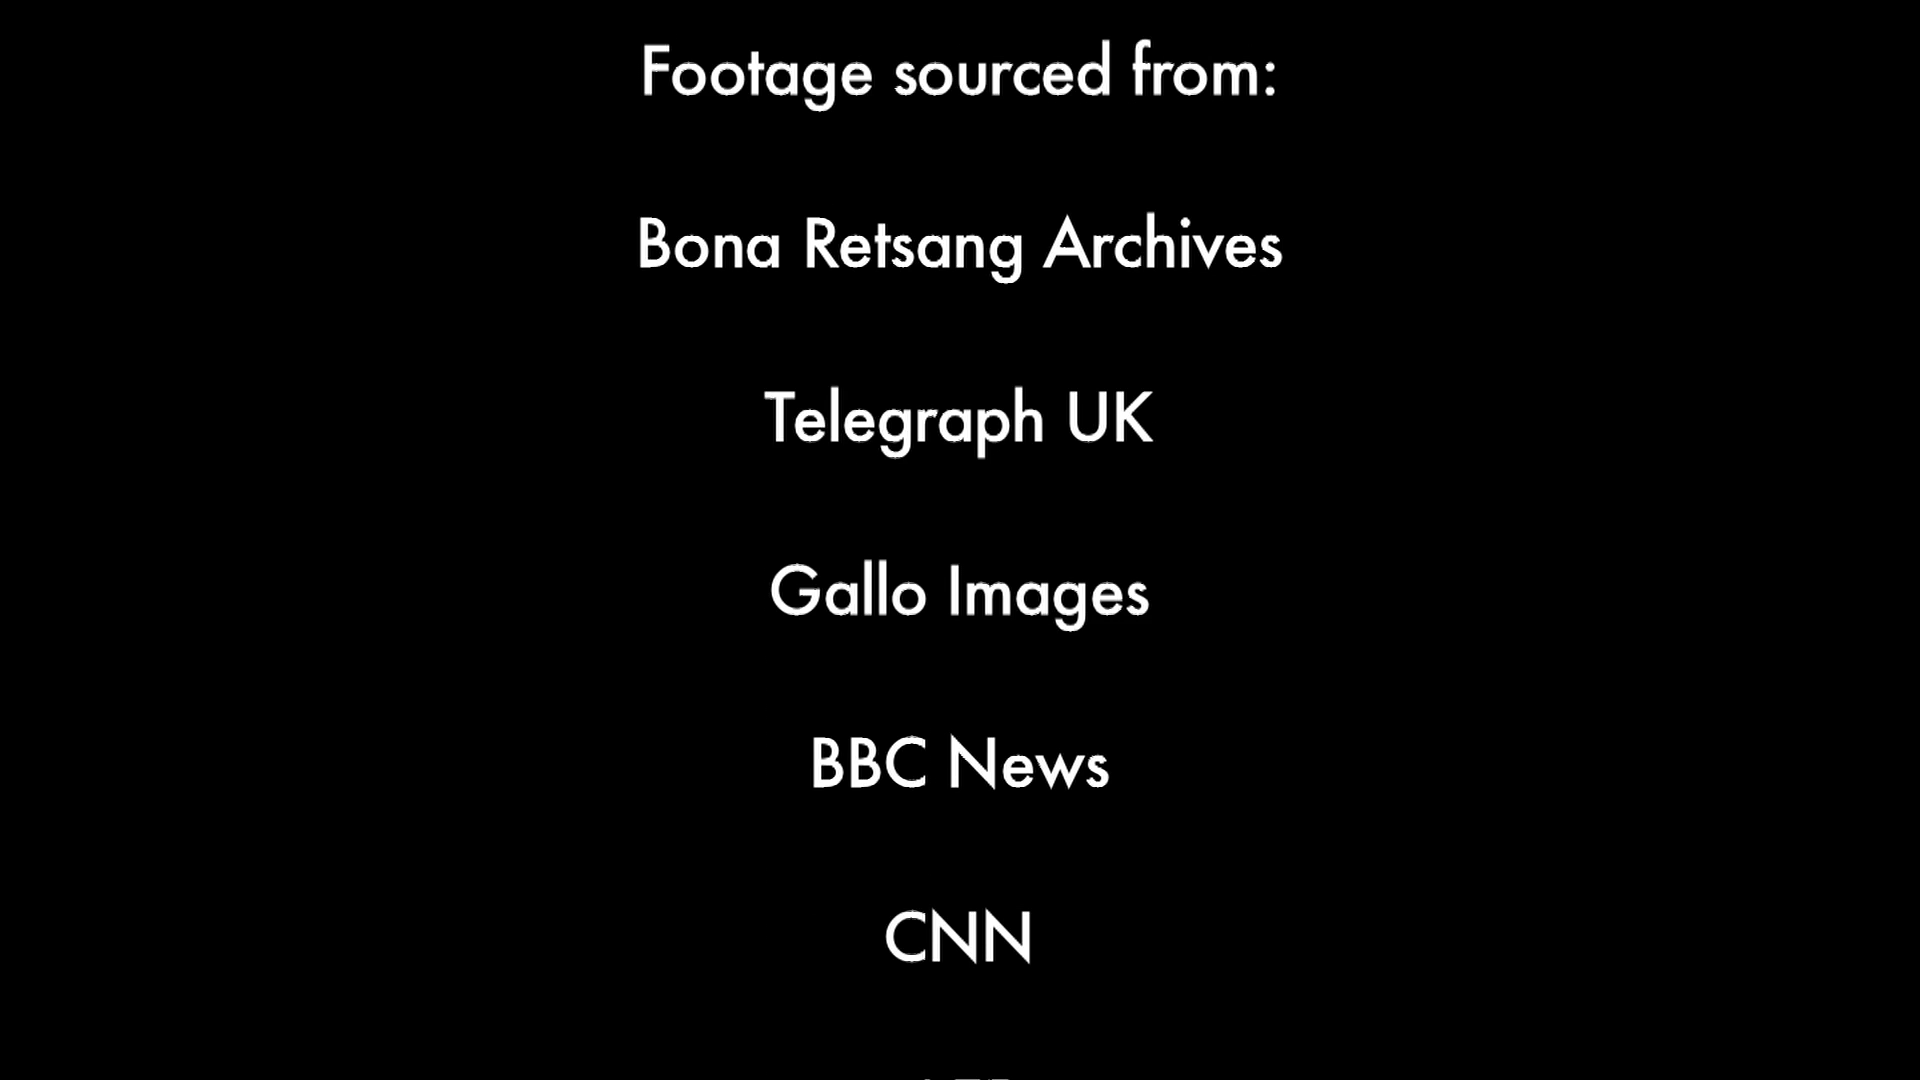 Footage sourced from:
Bona Retsang Archives
Telegraph UK
Gallo Images
BBC News
CNN